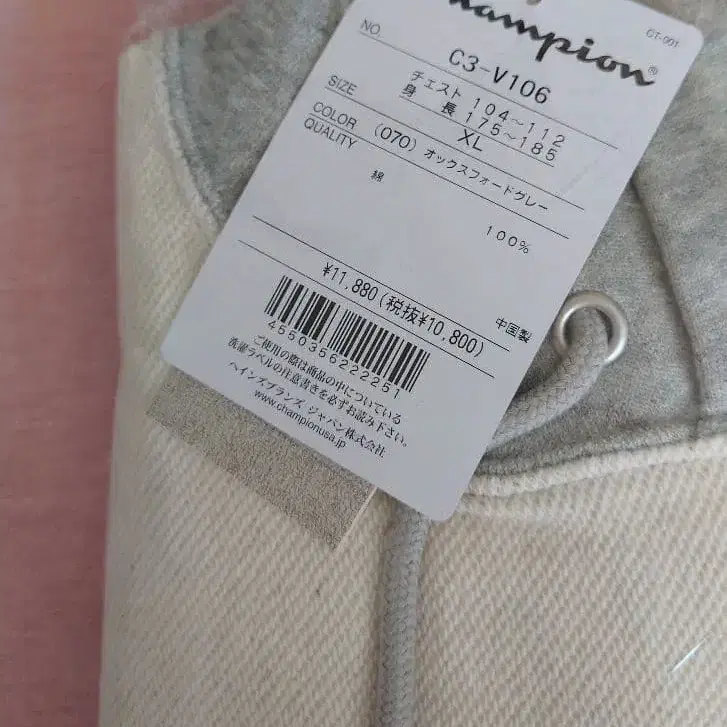 Champion®
CT-001
NO. C3-V106
SIZE チェスト 104~112
身長 175~185
XL
COLOR (070) オックスフォードグレー
QUALITY
綿 100%
¥11,880(税抜¥10,800)
中国製
4550356222251
ご使用の際は商品の中についている
洗濯ラベルの注意書きを必ずお読み下さい。
ヘインズブランズ ジャパン株式会社
www.championusa.jp